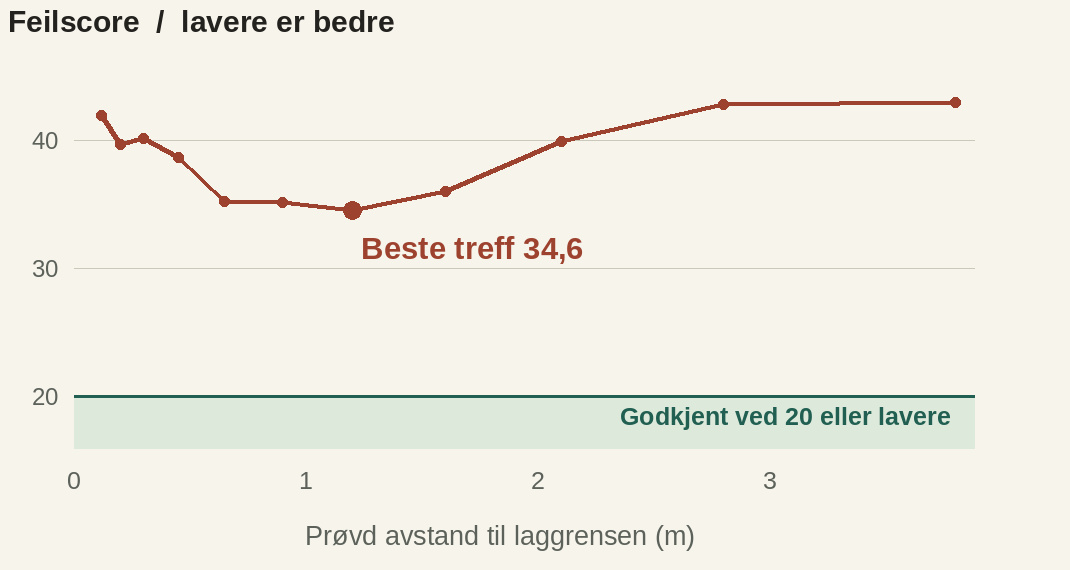 Feilscore / lavere er bedre
40
Beste treff 34,6
30
20
Godkjent ved 20 eller lavere
0 1 2 3
Prøvd avstand til laggrensen (m)